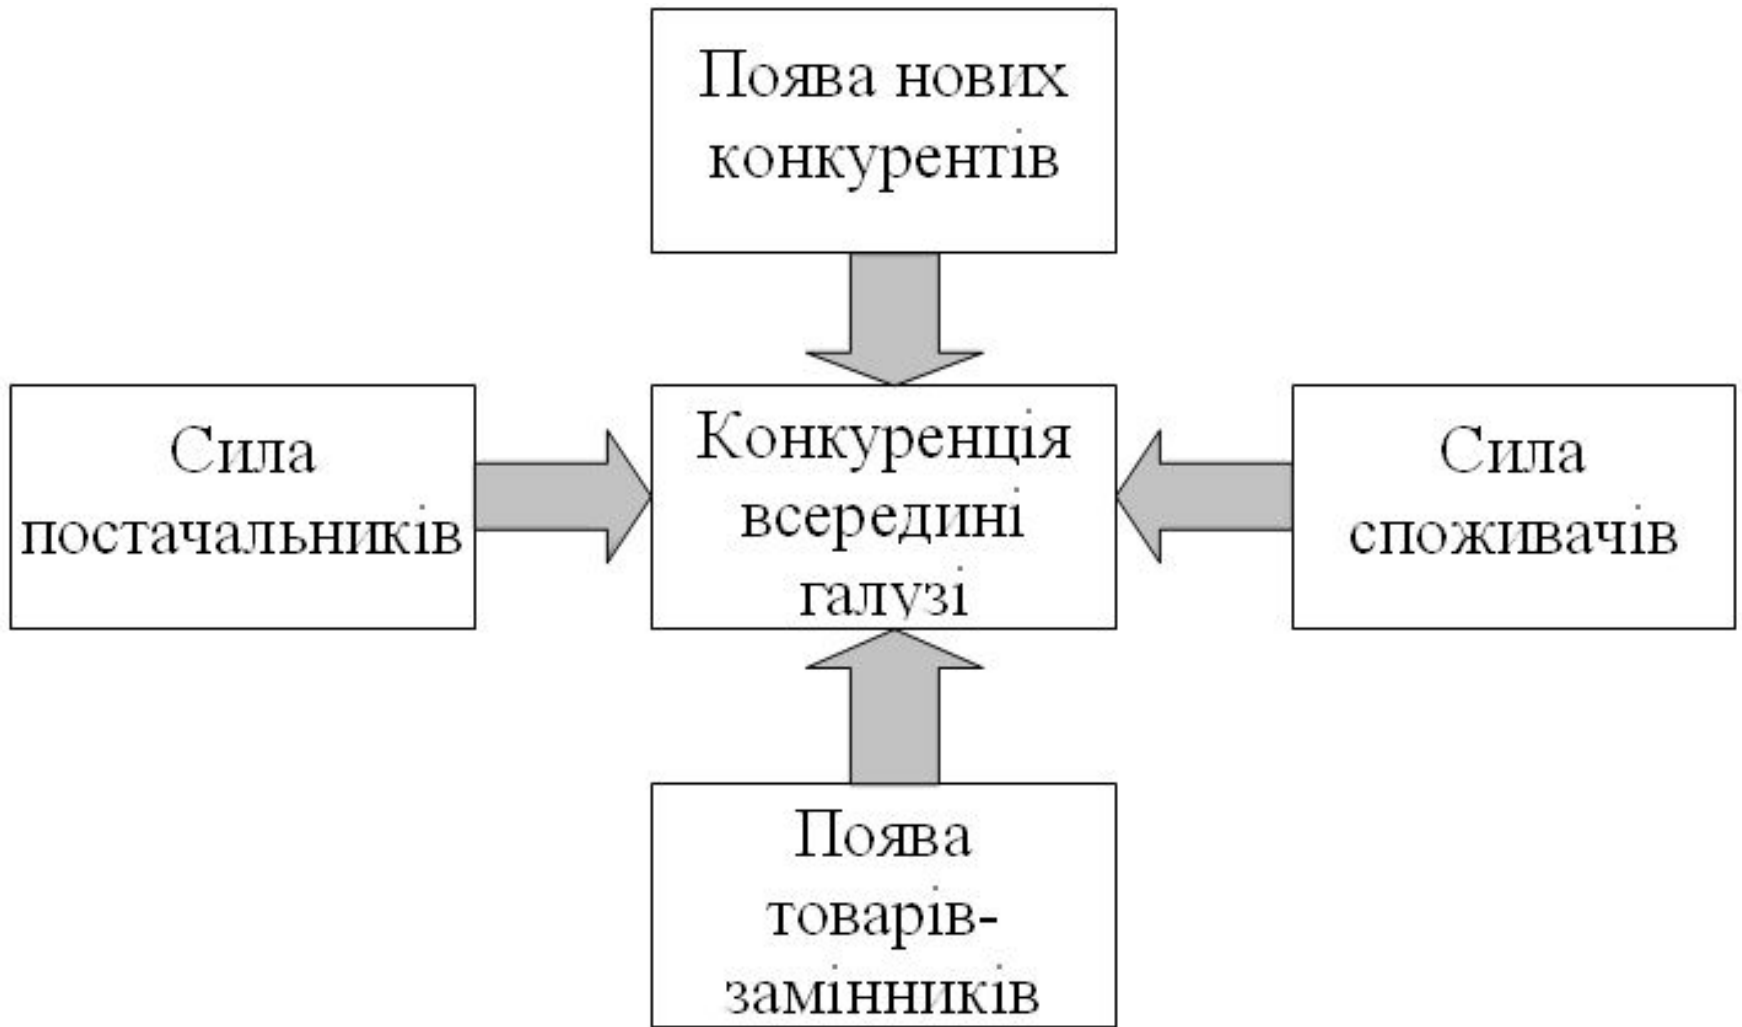 Поява нових
конкурентів
Сила
постачальників
Конкуренція
всередині
галузі
Сила
споживачів
Поява
товарів-
замінників